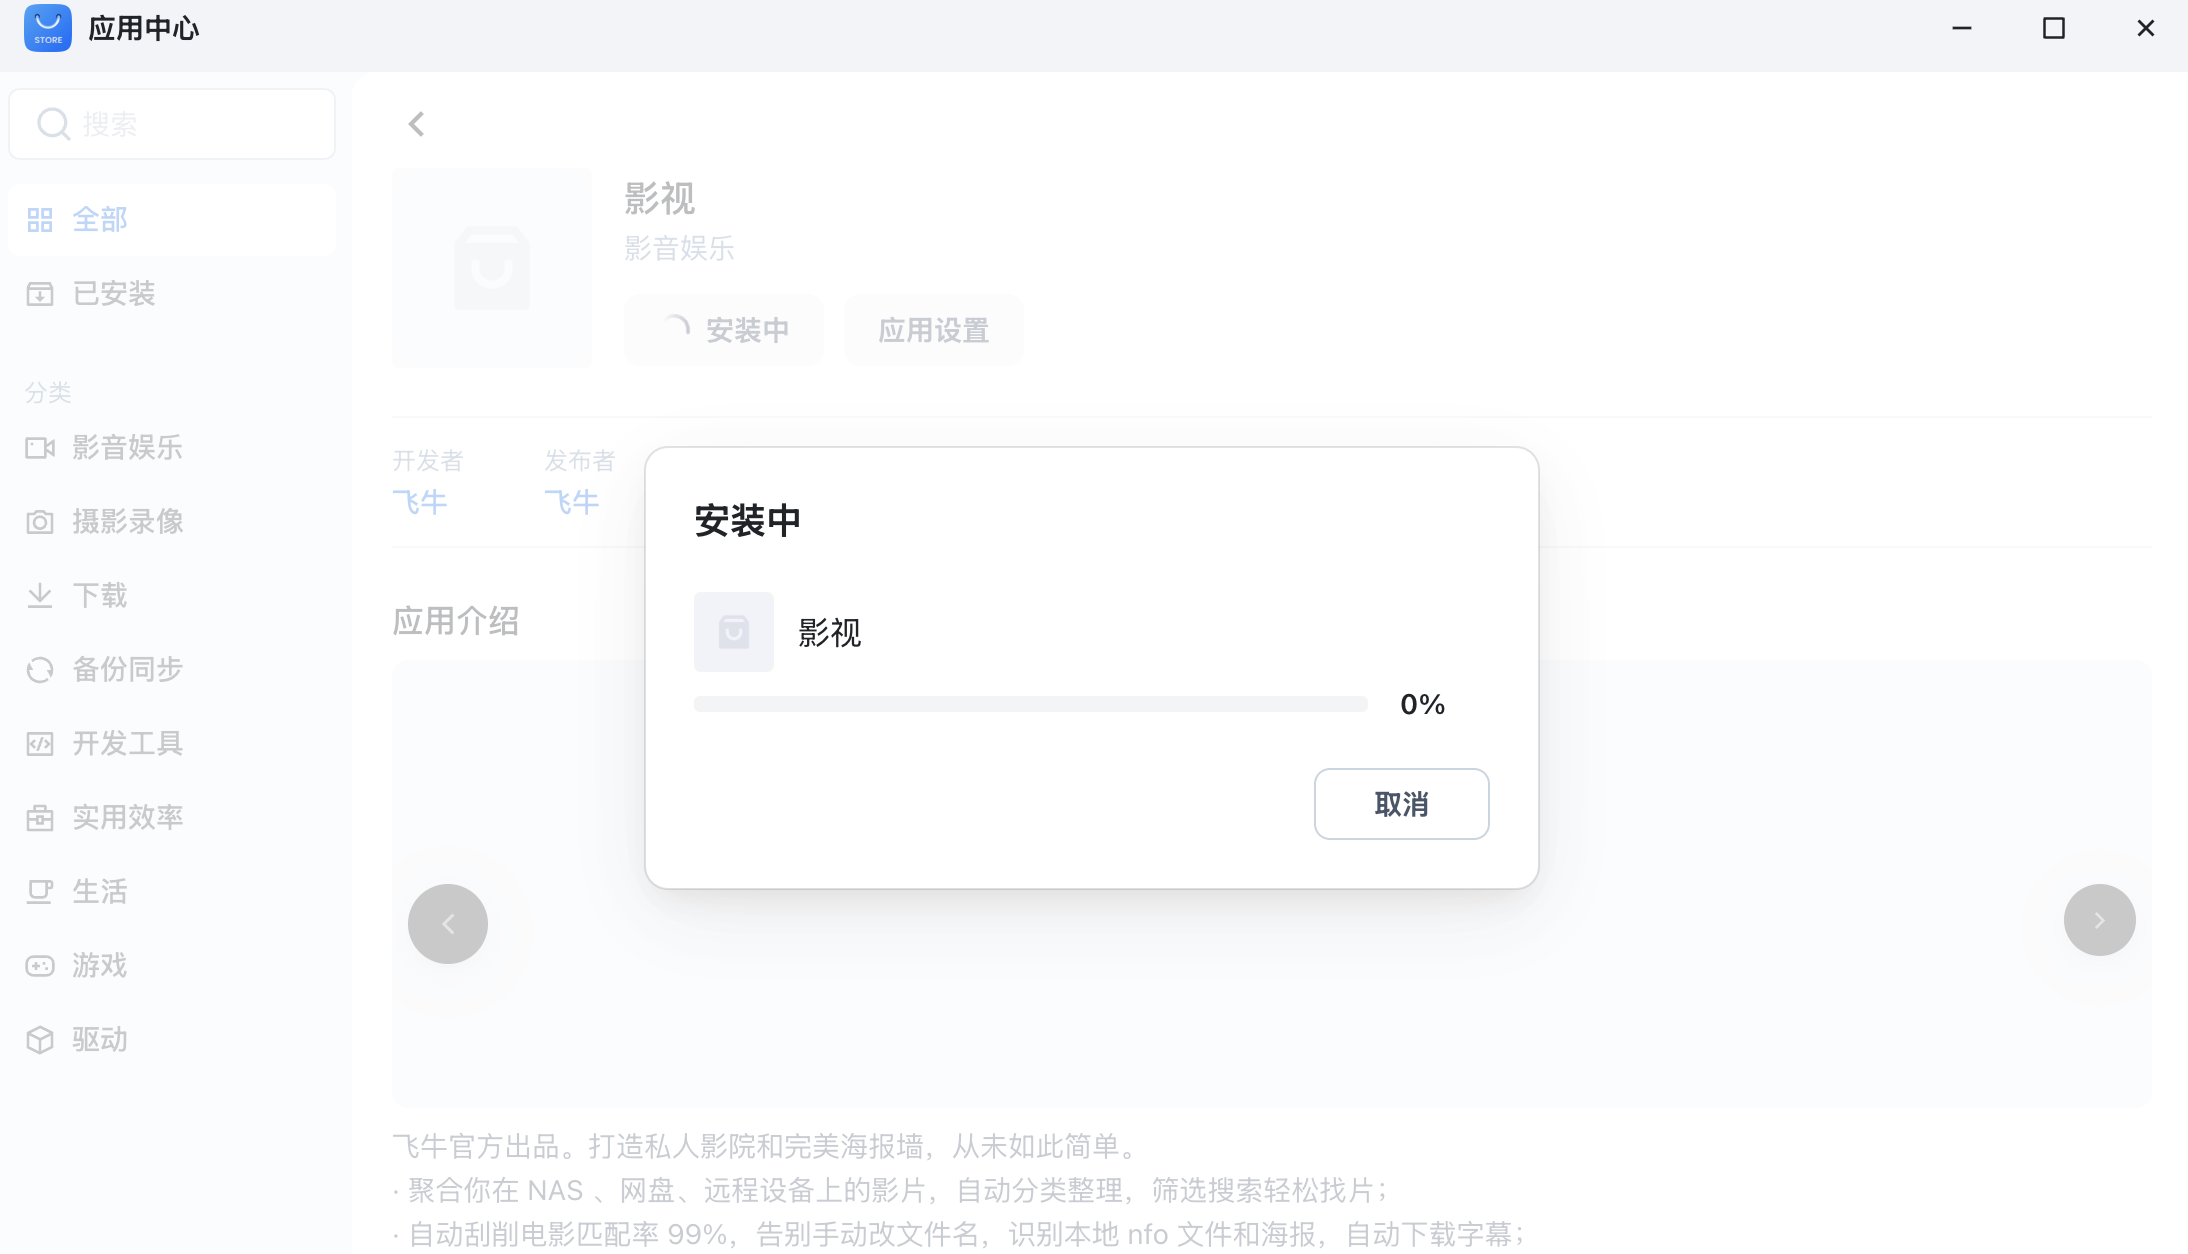 STORE
应用中心
搜索
全部
已安装
分类
影音娱乐
摄影录像
下载
备份同步
开发工具
实用效率
生活
游戏
驱动
影视
影音娱乐
安装中
应用设置
开发者
发布者
飞牛
飞牛
应用介绍
安装中
影视
0%
取消
飞牛官方出品。打造私人影院和完美海报墙，从未如此简单。
· 聚合你在 NAS 、网盘、远程设备上的影片，自动分类整理，筛选搜索轻松找片；
· 自动刮削电影匹配率 99%，告别手动改文件名，识别本地 nfo 文件和海报，自动下载字幕；